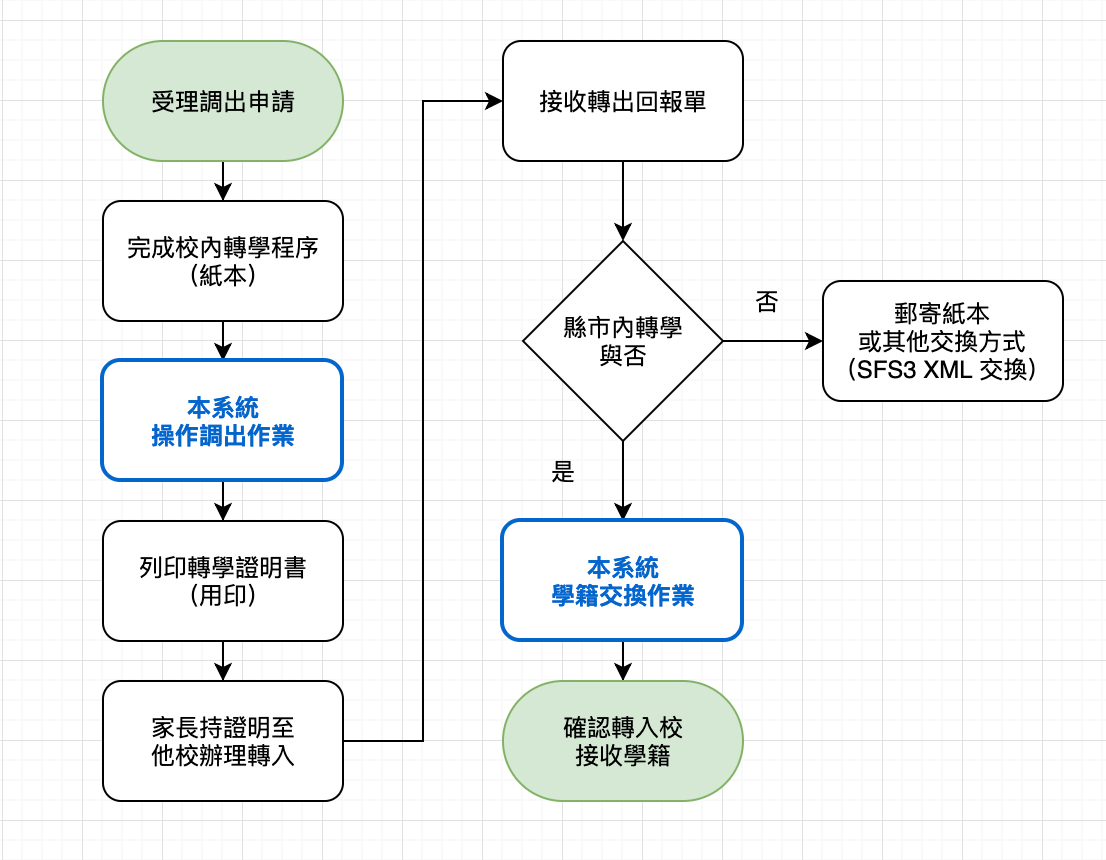 受理調出申請
完成校內轉學程序
（紙本）
本系統
操作調出作業
列印轉學證明書
（用印）
家長持證明至
他校辦理轉入
接收轉出回報單
縣市內轉學
與否
否
郵寄紙本
或其他交換方式
（SFS3 XML 交換）
是
本系統
學籍交換作業
確認轉入校
接收學籍